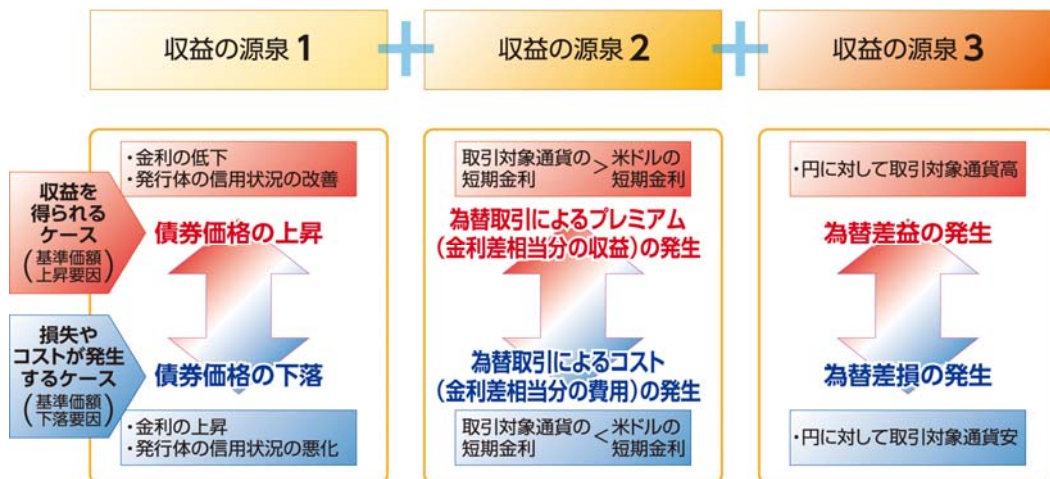 収益の源泉 1
+
収益の源泉 2
+
収益の源泉 3
収益を
得られる
ケース
(基準価額
上昇要因)
・金利の低下
・発行体の信用状況の改善
債券価格の上昇
取引対象通貨の > 米ドルの
短期金利 短期金利
為替取引によるプレミアム
(金利差相当分の収益)の発生
・円に対して取引対象通貨高
為替差益の発生
損失や
コストが発生
するケース
(基準価額
下落要因)
債券価格の下落
・金利の上昇
・発行体の信用状況の悪化
為替取引によるコスト
(金利差相当分の費用)の発生
取引対象通貨の < 米ドルの
短期金利 短期金利
為替差損の発生
・円に対して取引対象通貨安